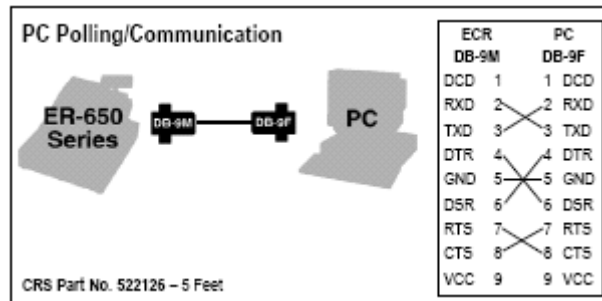 PC Polling/Communication
ER-650
Series
DB-9M
DB-9F
PC
CRS Part No. 522126 – 5 Feet
ECR PC
DB-9M DB-9F
DCD 1 1 DCD
RXD 2 2 RXD
TXD 3 3 TXD
DTR 4 4 DTR
GND 5 5 GND
DSR 6 6 DSR
RTS 7 7 RTS
CTS 8 8 CTS
VCC 9 9 VCC